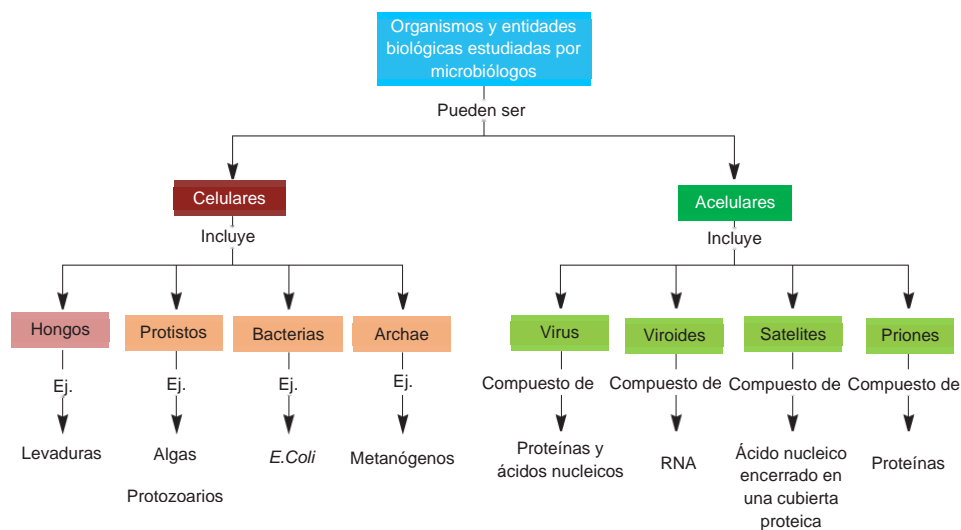 Organismos y entidades
biológicas estudiadas por
microbiólogos
Pueden ser
Celulares
Acelulares
Incluye
Incluye
Hongos
Protistos
Bacterias
Archae
Virus
Viroides
Satelites
Priones
Ej.
Ej.
Ej.
Ej.
Compuesto de
Compuesto de
Compuesto de
Compuesto de
Levaduras
Algas
Protozoarios
E.Coli
Metanógenos
Proteínas y
ácidos nucleicos
RNA
Ácido nucleico
encerrado en
una cubierta
proteica
Proteínas